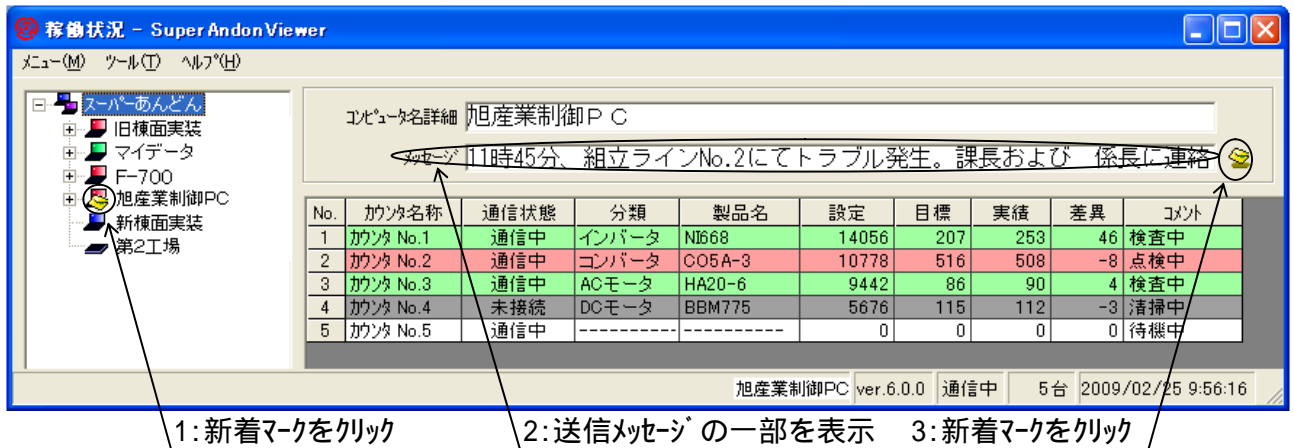 稼働状況 - Super Andon Viewer
ﾒﾆｭｰ(M) ﾂｰﾙ(T) ﾍﾙﾌﾟ(H)
スーパーあんどん
旧棟面実装
マイデータ
F-700
旭産業制御PC
新棟面実装
第2工場
ｺﾝﾋﾟｭｰﾀ名詳細 旭産業制御ＰＣ
ﾒｯｾｰｼﾞ 11時45分、組立ラインNo.2にてトラブル発生。課長および 係長に連絡
No. ｶｳﾝﾀ名称 通信状態 分類 製品名 設定 目標 実績 差異 ｺﾒﾝﾄ
1 ｶｳﾝﾀ No.1 通信中 インバータ NI668 14056 207 253 46 検査中
2 ｶｳﾝﾀ No.2 通信中 コンバータ CO5A-3 10778 516 508 -8 点検中
3 ｶｳﾝﾀ No.3 通信中 ACモータ HA20-6 9442 86 90 4 検査中
4 ｶｳﾝﾀ No.4 未接続 DCモータ BBM775 5676 115 112 -3 清掃中
5 ｶｳﾝﾀ No.5 通信中 ---------- ---------- 0 0 0 0 待機中
旭産業制御PC ver.6.0.0 通信中 5台 2009/02/25 9:56:16
1:新着ﾏｰｸをｸﾘｯｸ 2:送信ﾒｯｾｰｼﾞの一部を表示 3:新着ﾏｰｸをｸﾘｯｸ